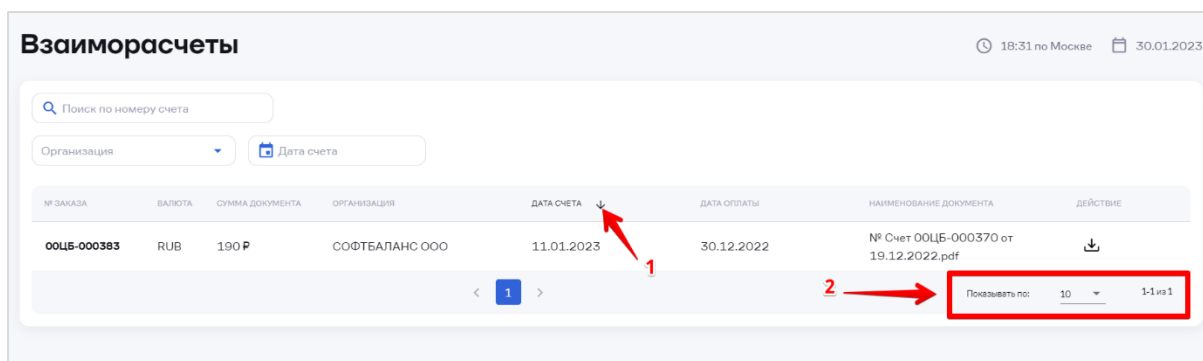 Взаиморасчеты
18:31 по Москве 30.01.2023
Поиск по номеру счета
Организация Дата счета
№ ЗАКАЗА ВАЛЮТА СУММА ДОКУМЕНТА ОРГАНИЗАЦИЯ ДАТА СЧЕТА ДАТА ОПЛАТЫ НАИМЕНОВАНИЕ ДОКУМЕНТА ДЕЙСТВИЕ
00ЦБ-000383 RUB 190 ₽ СОФТБАЛАНС ООО 11.01.2023 30.12.2022 № Счет 00ЦБ-000370 от
19.12.2022.pdf
1
< 1 > 2 Показывать по: 10 1-1 из 1